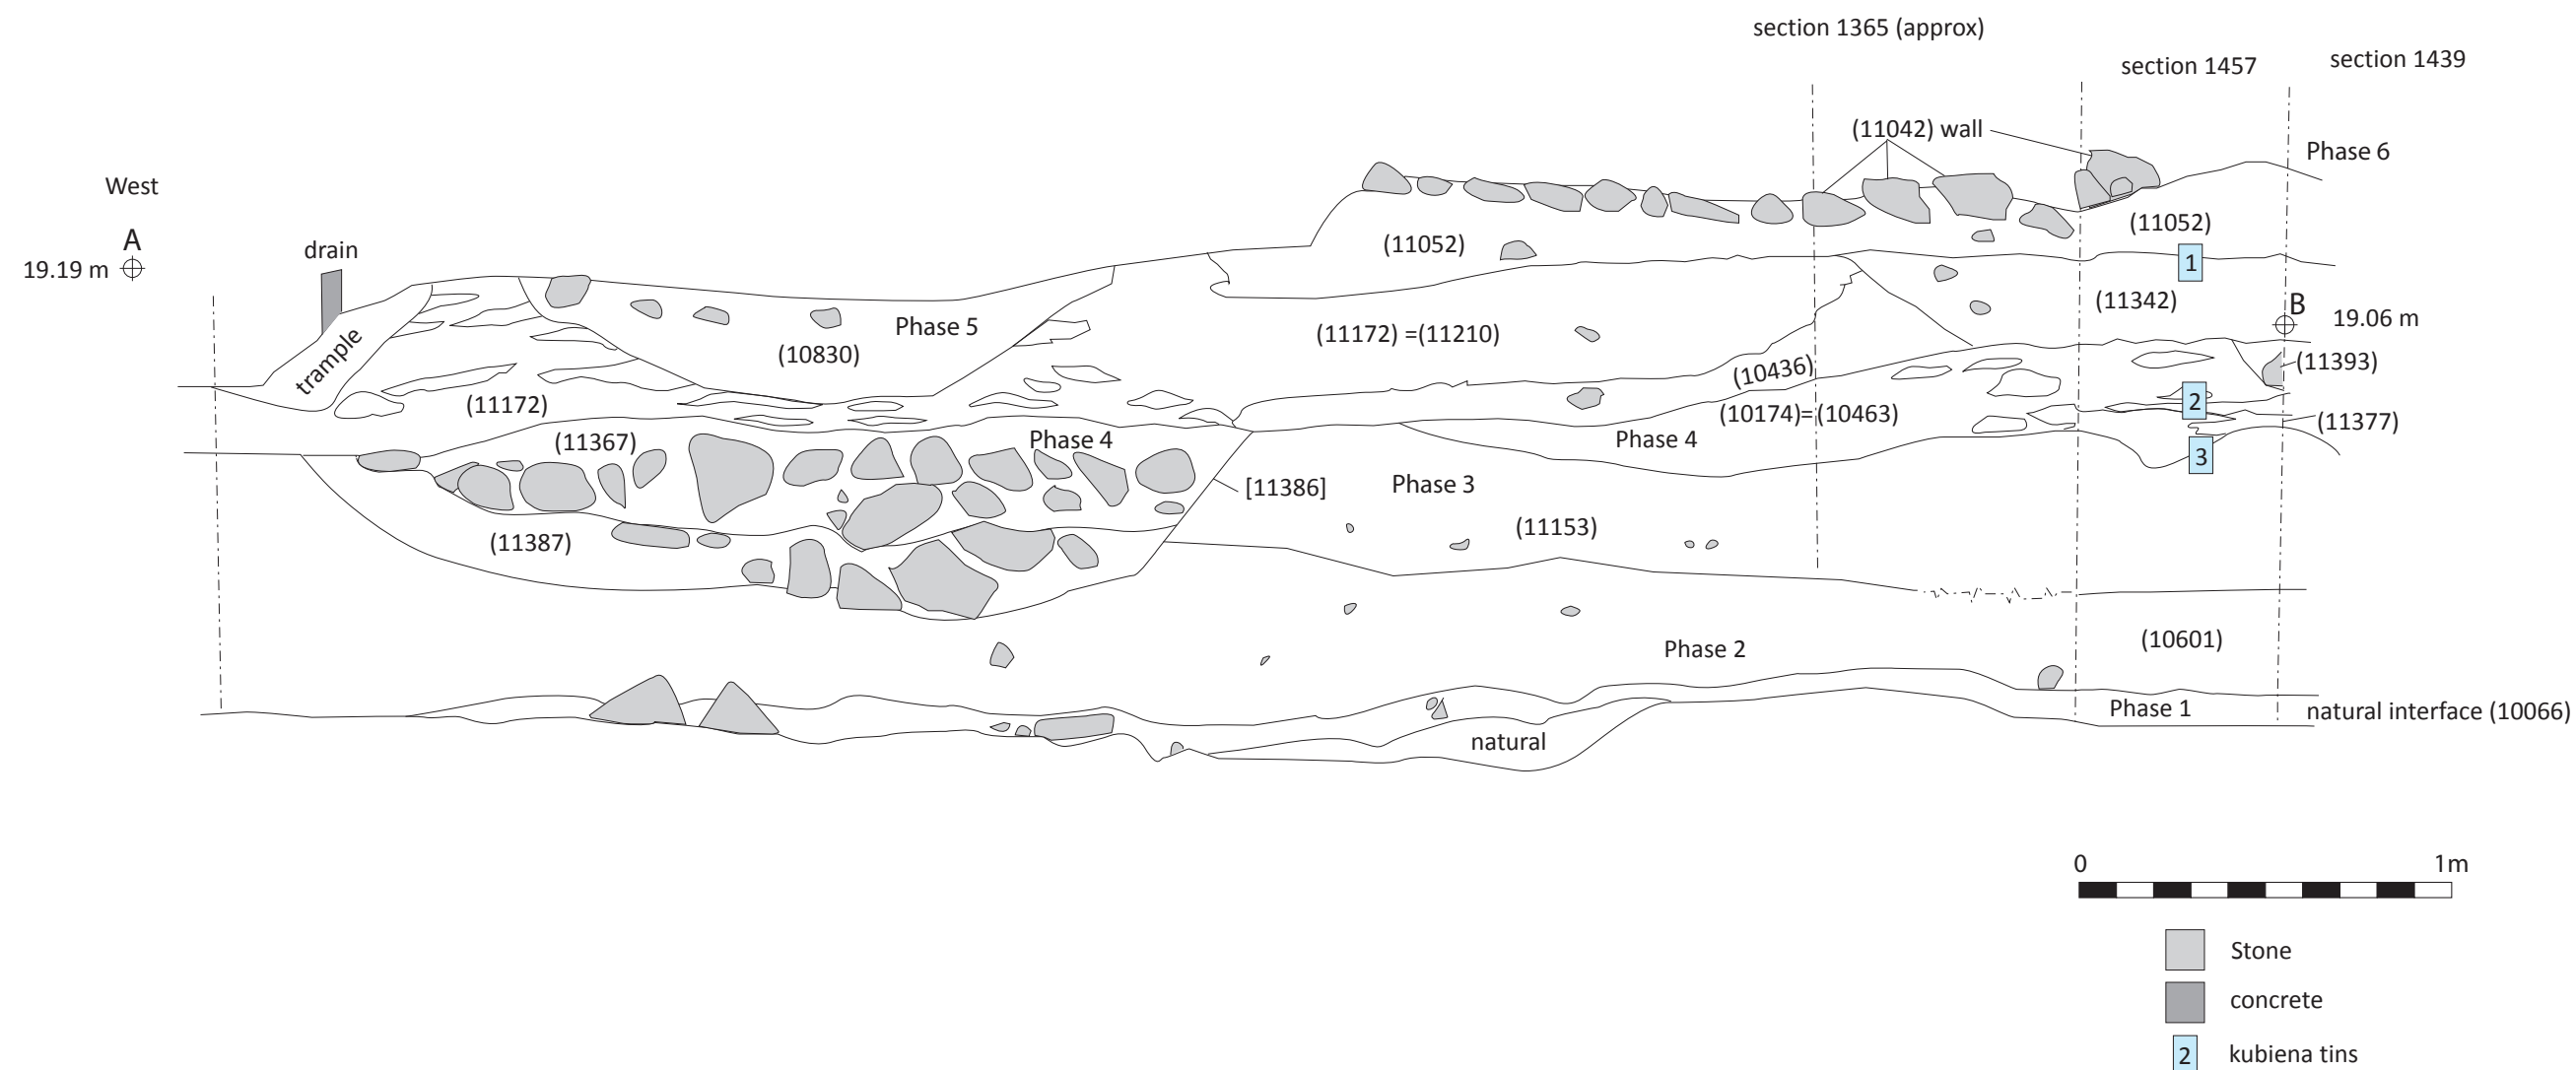 section 1365 (approx)
section 1439
section 1457
(11042) wall
Phase 6
West
(11052)
A
drain
(11052)
1
19.19 m
(11342)
B
19.06 m
Phase 5
(11172) =(11210)
(10830)
trample
(11393)
(10436)
2
(11172)
(10174)=(10463)
(11377)
(11367)
Phase 4
Phase 4
3
[11386]
Phase 3
(11153)
(11387)
(10601)
Phase 2
Phase 1
natural interface (10066)
natural
0
1m
Stone
concrete
2
kubiena tins